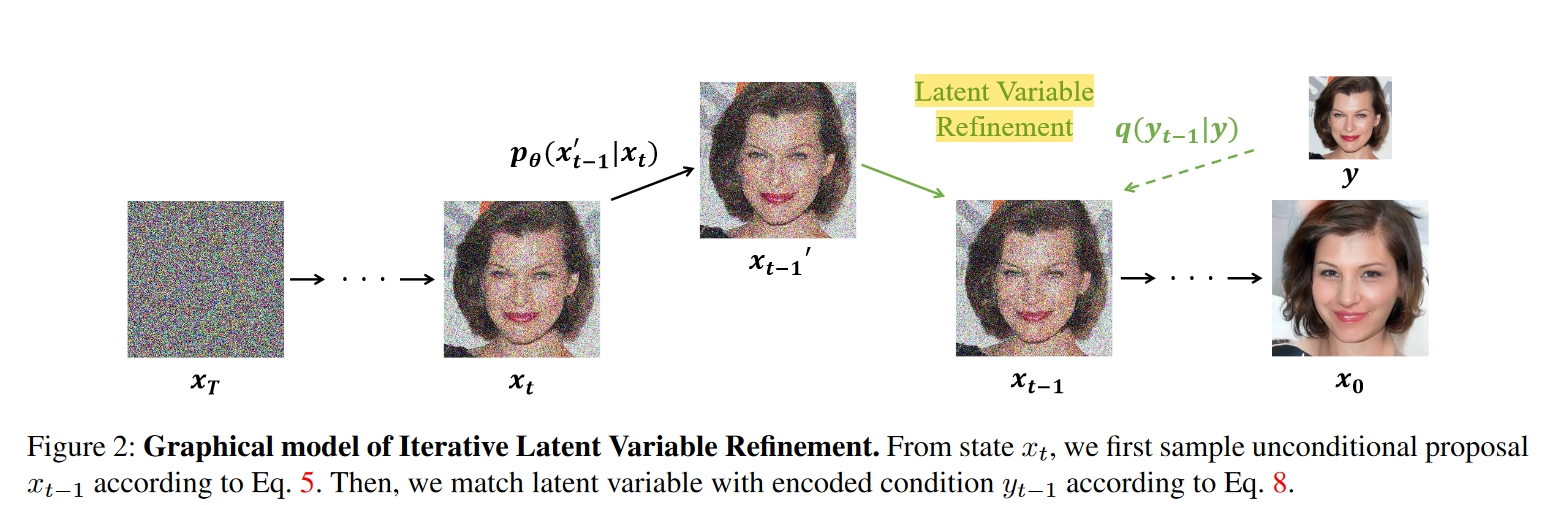 Latent Variable
Refinement
q(y_{t−1}|y)
p_θ(x′_{t−1}|x_t)
y
x_{t−1}′
x_T
· · ·
x_t
x_{t−1}
· · ·
x_0
Figure 2: Graphical model of Iterative Latent Variable Refinement. From state x_t, we first sample unconditional proposal
x_{t−1} according to Eq. 5. Then, we match latent variable with encoded condition y_{t−1} according to Eq. 8.